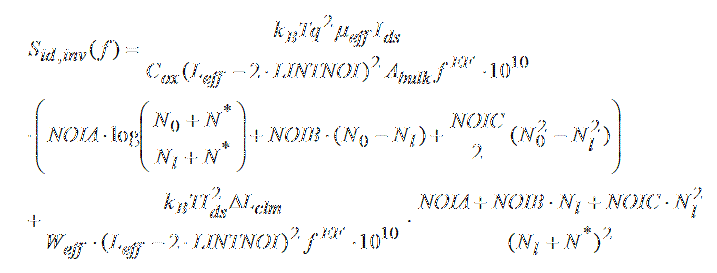 S_{id,inv}(f) = \frac{k_B T q^2 \mu_{eff} I_{ds}}{C_{ox}(L_{eff} - 2 \cdot LINTNOI)^2 A_{bulk} f^{EF} \cdot 10^{10}}
\cdot \left( NOIA \cdot \log\left( \frac{N_0 + N^*}{N_l + N^*} \right) + NOIB \cdot (N_0 - N_l) + \frac{NOIC}{2} (N_0^2 - N_l^2) \right)
+ \frac{k_B T I_{ds}^2 \Delta L_{clm}}{W_{eff} \cdot (L_{eff} - 2 \cdot LINTNOI)^2 f^{EF} \cdot 10^{10}} \cdot \frac{NOIA + NOIB \cdot N_l + NOIC \cdot N_l^2}{(N_l + N^*)^2}